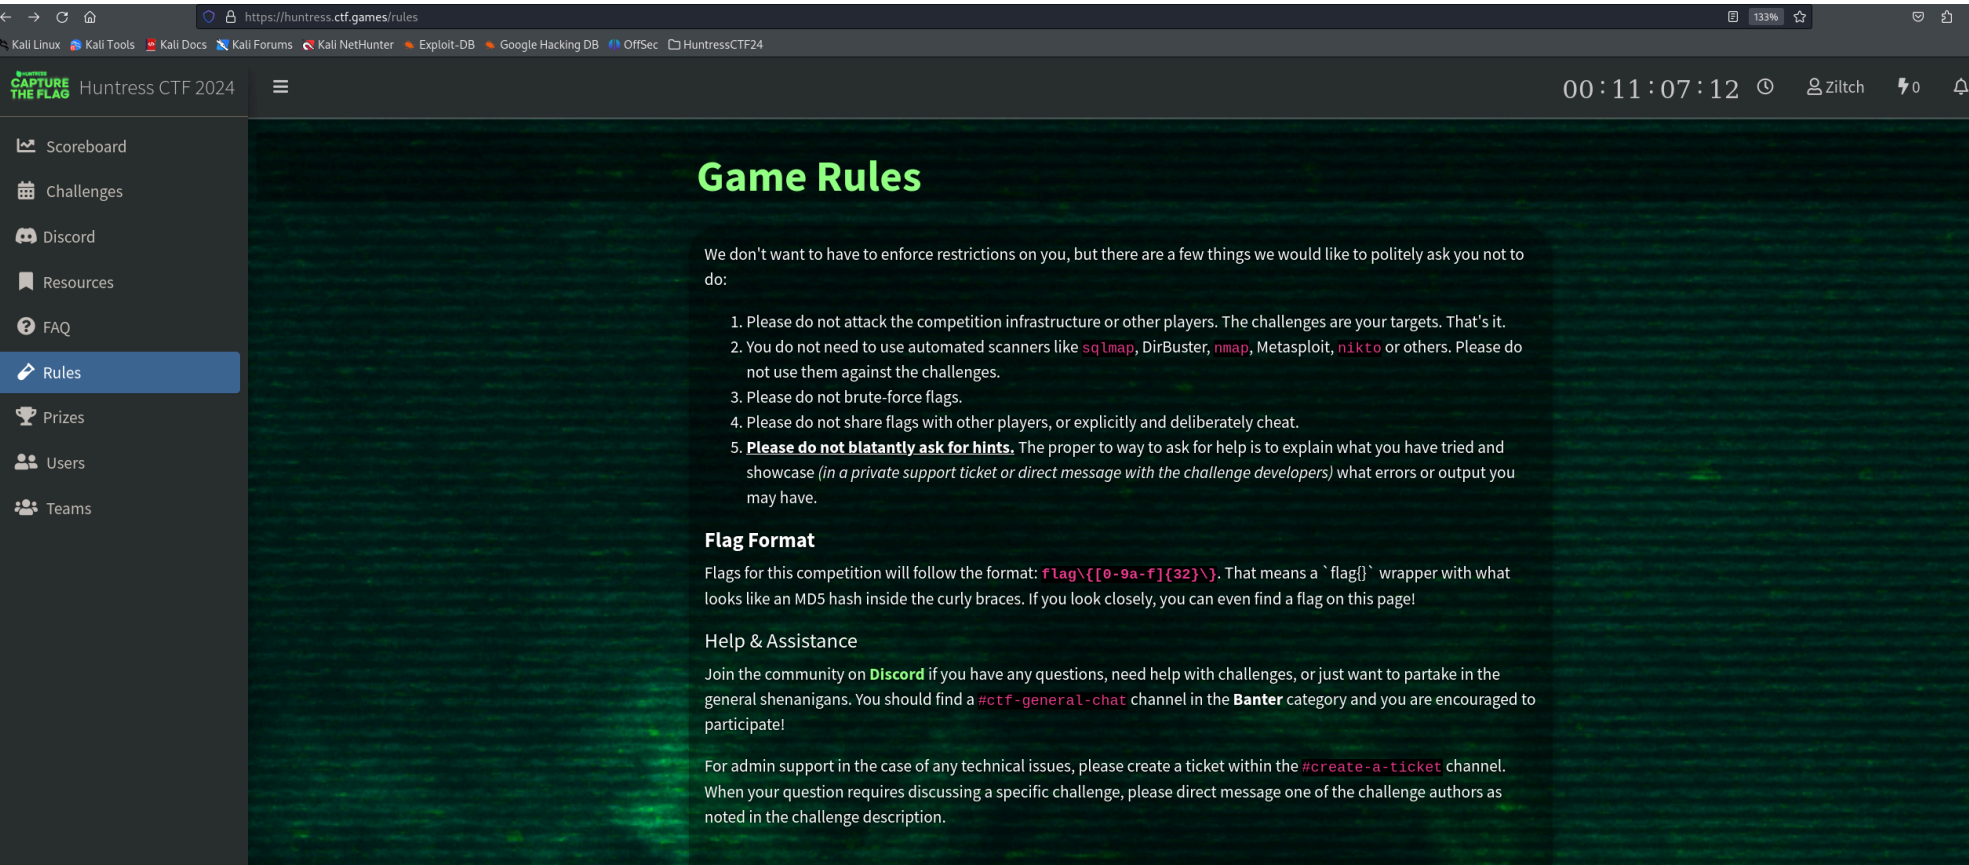 https://huntress.ctf.games/rules
133%
Kali Linux Kali Tools Kali Docs Kali Forums Kali NetHunter Exploit-DB Google Hacking DB OffSec HuntressCTF24
HUNTRESS
CAPTURE
THE FLAG
Huntress CTF 2024
00:11:07:12
Ziltch
0
Scoreboard
Challenges
Discord
Resources
FAQ
Rules
Prizes
Users
Teams
Game Rules
We don't want to have to enforce restrictions on you, but there are a few things we would like to politely ask you not to
do:
1. Please do not attack the competition infrastructure or other players. The challenges are your targets. That's it.
2. You do not need to use automated scanners like sqlmap, DirBuster, nmap, Metasploit, nikto or others. Please do
not use them against the challenges.
3. Please do not brute-force flags.
4. Please do not share flags with other players, or explicitly and deliberately cheat.
5. Please do not blatantly ask for hints. The proper to way to ask for help is to explain what you have tried and
showcase (in a private support ticket or direct message with the challenge developers) what errors or output you
may have.
Flag Format
Flags for this competition will follow the format: flag\{[0-9a-f]{32}\}. That means a `flag{}` wrapper with what
looks like an MD5 hash inside the curly braces. If you look closely, you can even find a flag on this page!
Help & Assistance
Join the community on Discord if you have any questions, need help with challenges, or just want to partake in the
general shenanigans. You should find a #ctf-general-chat channel in the Banter category and you are encouraged to
participate!
For admin support in the case of any technical issues, please create a ticket within the #create-a-ticket channel.
When your question requires discussing a specific challenge, please direct message one of the challenge authors as
noted in the challenge description.